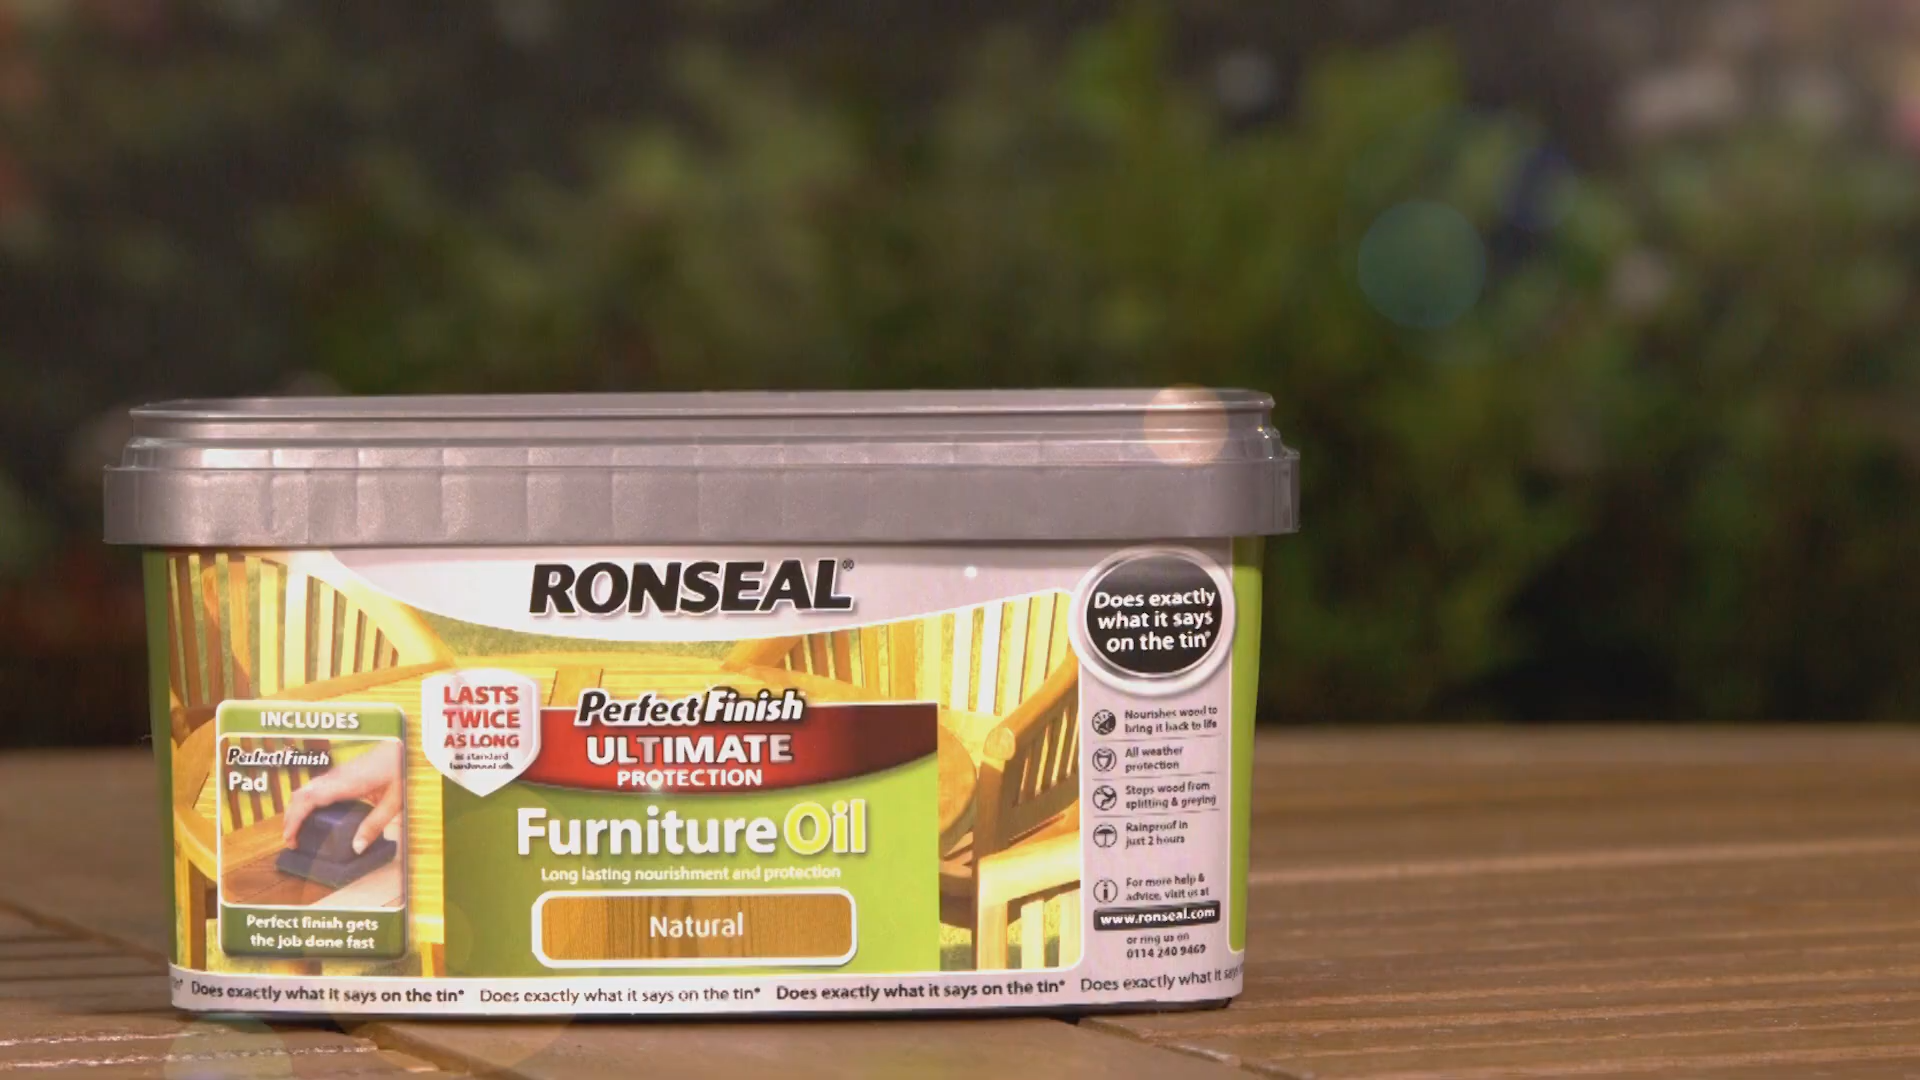 RONSEAL®
Does exactly
what it says
on the tin*
INCLUDES
Perfect Finish
Pad
Perfect finish gets
the job done fast
LASTS
TWICE
AS LONG
as standard
Perfect Finish
ULTIMATE
PROTECTION
Furniture Oil
Long lasting nourishment and protection
Natural
Nourishes wood to
bring it back to life
All weather
protection
Stops wood from
splitting & greying
Rainproof in
just 2 hours
For more help &
advice, visit us at
www.ronseal.com
or ring us on
0114 240 9469
tin* Does exactly what it says on the tin* Does exactly what it says on the tin* Does exactly what it says on the tin* Does exactly what it say